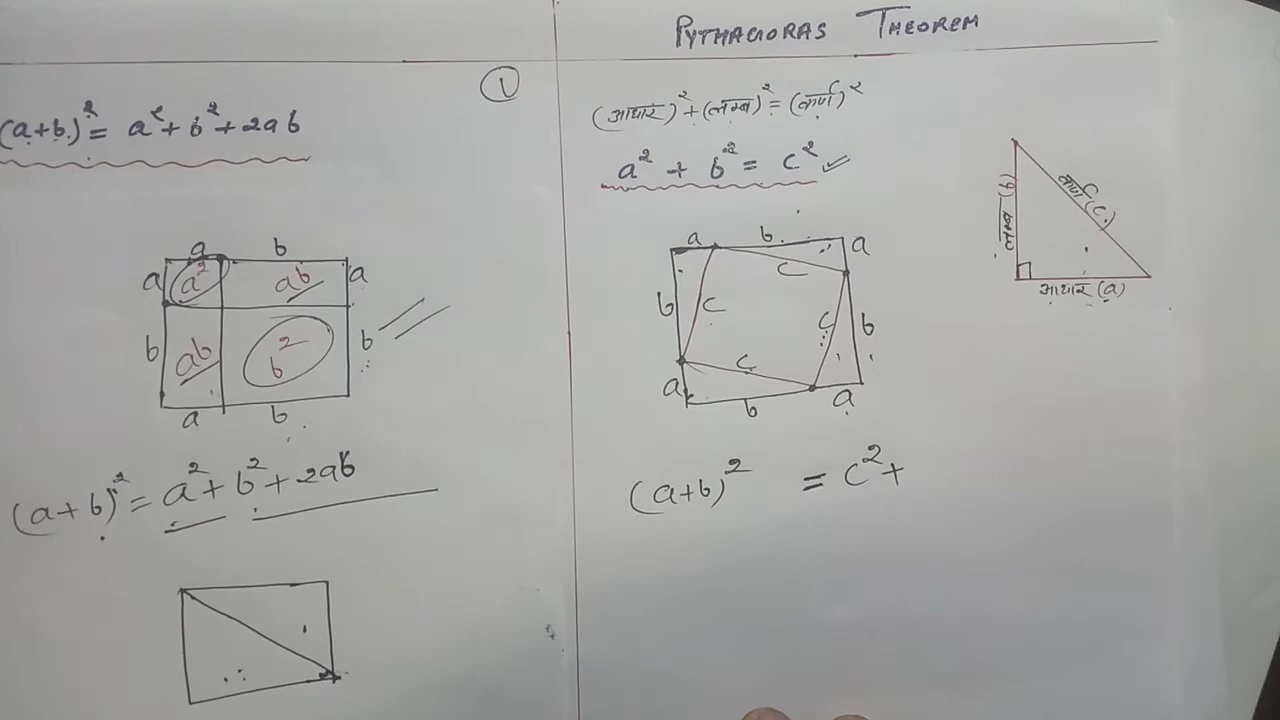 PYTHAGORAS THEOREM
①
(a+b)² = a²+b²+2ab
a b
a a² ab a
b ab b² b
a b
(a+b)² = a²+b²+2ab
(आधार)²+(लम्ब)²=(कर्ण)²
a² + b² = c² ✓
a b a
b c c c c b
a b a
(a+b)² = c²+
लम्ब (b)
कर्ण (c)
आधार (a)